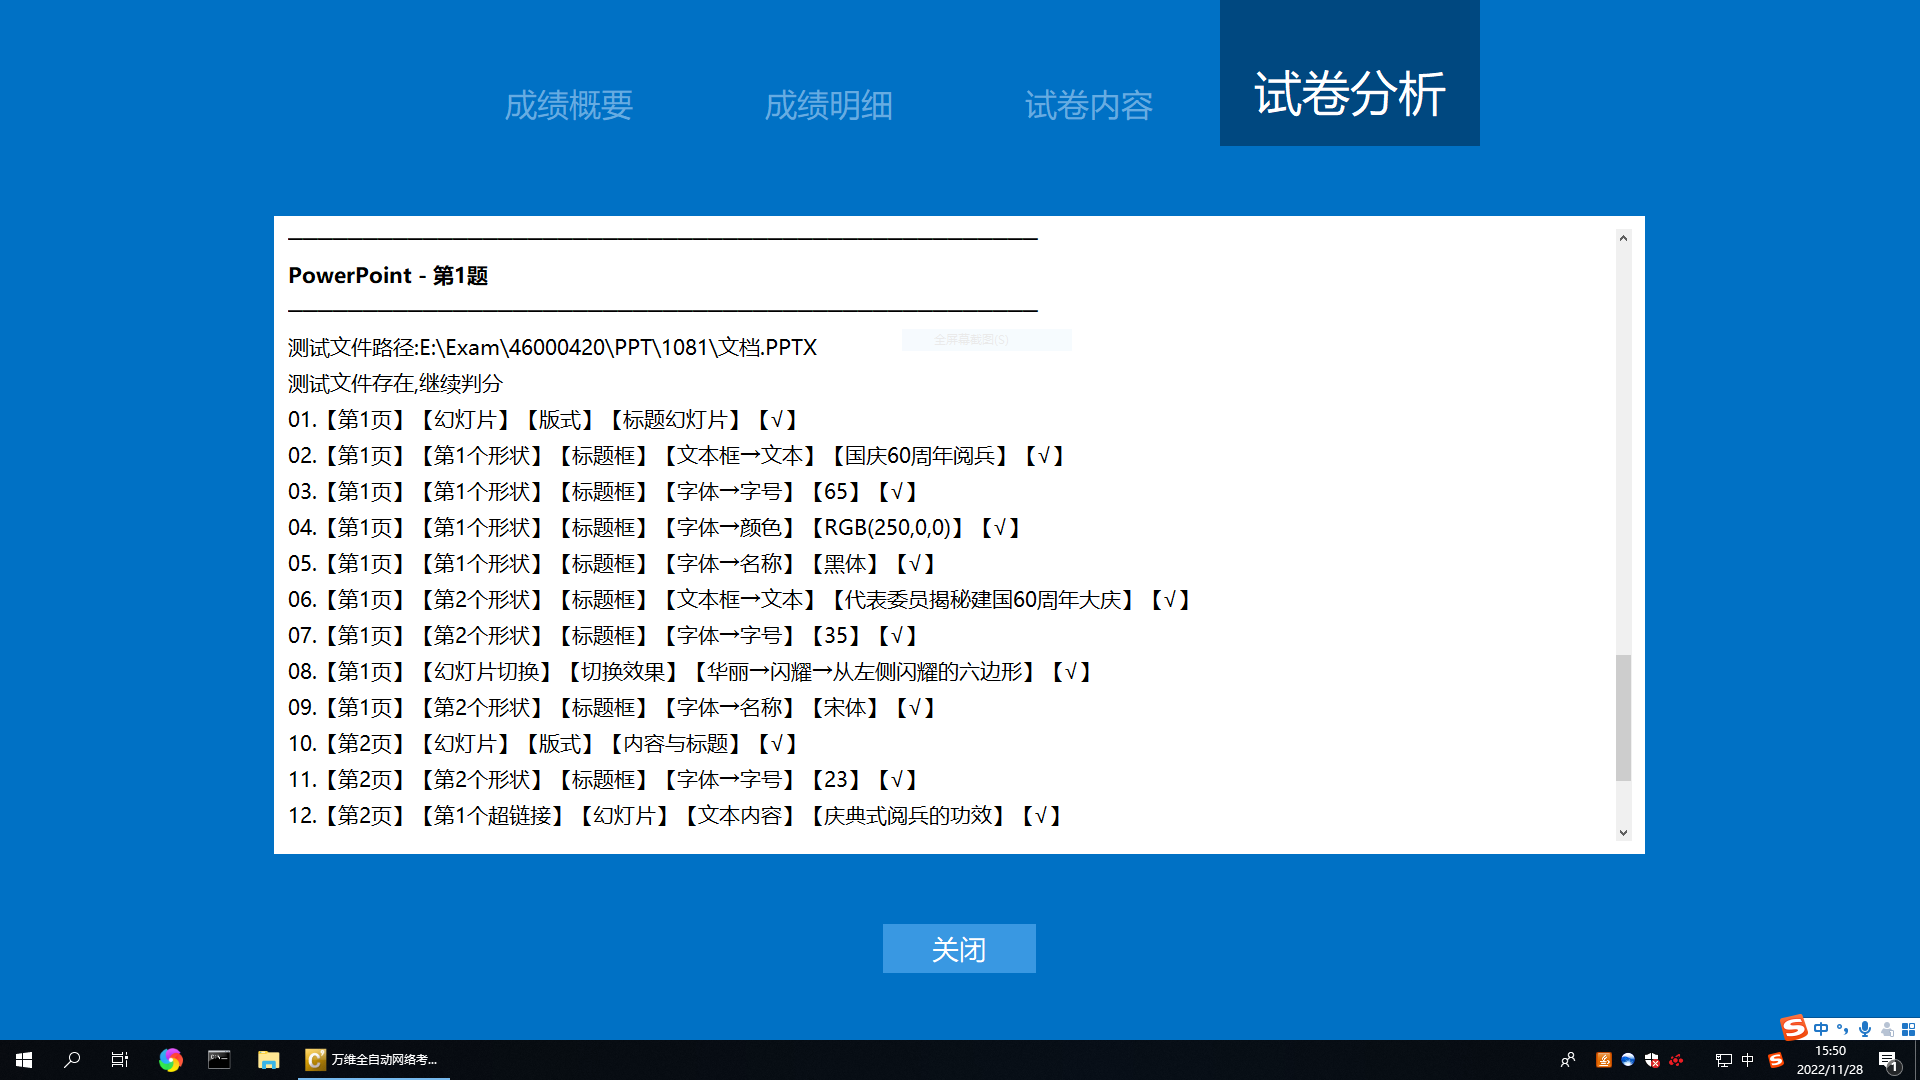 成绩概要
成绩明细
试卷内容
试卷分析
PowerPoint - 第1题
测试文件路径:E:\Exam\46000420\PPT\1081\文档.PPTX
全屏幕截图(S)
测试文件存在,继续判分
01.【第1页】【幻灯片】【版式】【标题幻灯片】【√】
02.【第1页】【第1个形状】【标题框】【文本框→文本】【国庆60周年阅兵】【√】
03.【第1页】【第1个形状】【标题框】【字体→字号】【65】【√】
04.【第1页】【第1个形状】【标题框】【字体→颜色】【RGB(250,0,0)】【√】
05.【第1页】【第1个形状】【标题框】【字体→名称】【黑体】【√】
06.【第1页】【第2个形状】【标题框】【文本框→文本】【代表委员揭秘建国60周年大庆】【√】
07.【第1页】【第2个形状】【标题框】【字体→字号】【35】【√】
08.【第1页】【幻灯片切换】【切换效果】【华丽→闪耀→从左侧闪耀的六边形】【√】
09.【第1页】【第2个形状】【标题框】【字体→名称】【宋体】【√】
10.【第2页】【幻灯片】【版式】【内容与标题】【√】
11.【第2页】【第2个形状】【标题框】【字体→字号】【23】【√】
12.【第2页】【第1个超链接】【幻灯片】【文本内容】【庆典式阅兵的功效】【√】
关闭
中
万维全自动网络考...
中
15:50
2022/11/28
1